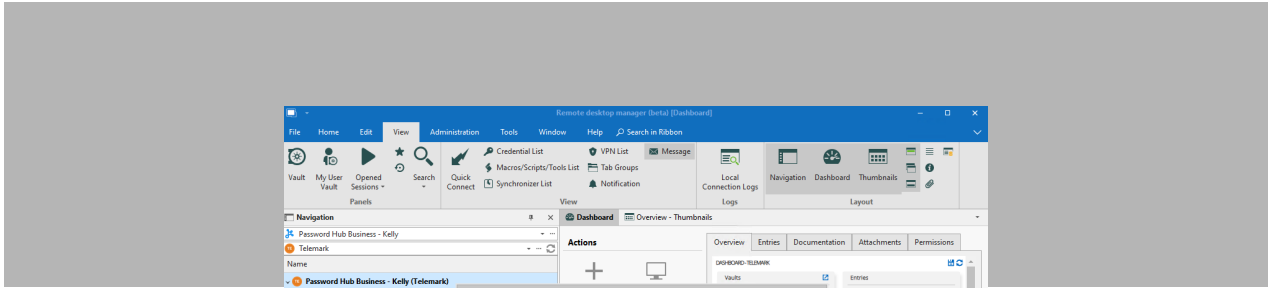 Remote desktop manager (beta) [Dashboard]
File Home Edit View Administration Tools Window Help Search in Ribbon
Vault
My User Vault
Opened Sessions
Search
Quick Connect
Credential List
Macros/Scripts/Tools List
Synchronizer List
VPN List
Tab Groups
Notification
Message
Local Connection Logs
Navigation Dashboard Thumbnails
Panels View Logs Layout
Navigation
Dashboard Overview - Thumbnails
Password Hub Business - Kelly
Telemark
Name
Password Hub Business - Kelly (Telemark)
Actions
Overview Entries Documentation Attachments Permissions
DASHBOARD - TELEMARK
Vaults Entries